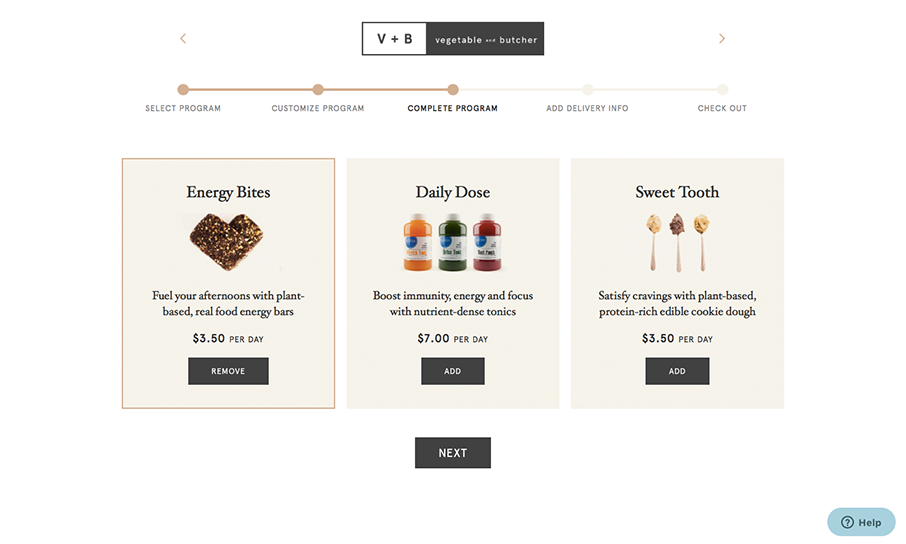 V + B vegetable and butcher
SELECT PROGRAM CUSTOMIZE PROGRAM COMPLETE PROGRAM ADD DELIVERY INFO CHECK OUT
Energy Bites
Fuel your afternoons with plant-
based, real food energy bars
$3.50 PER DAY
REMOVE
Daily Dose
Boost immunity, energy and focus
with nutrient-dense tonics
$7.00 PER DAY
ADD
Sweet Tooth
Satisfy cravings with plant-based,
protein-rich edible cookie dough
$3.50 PER DAY
ADD
NEXT
Help